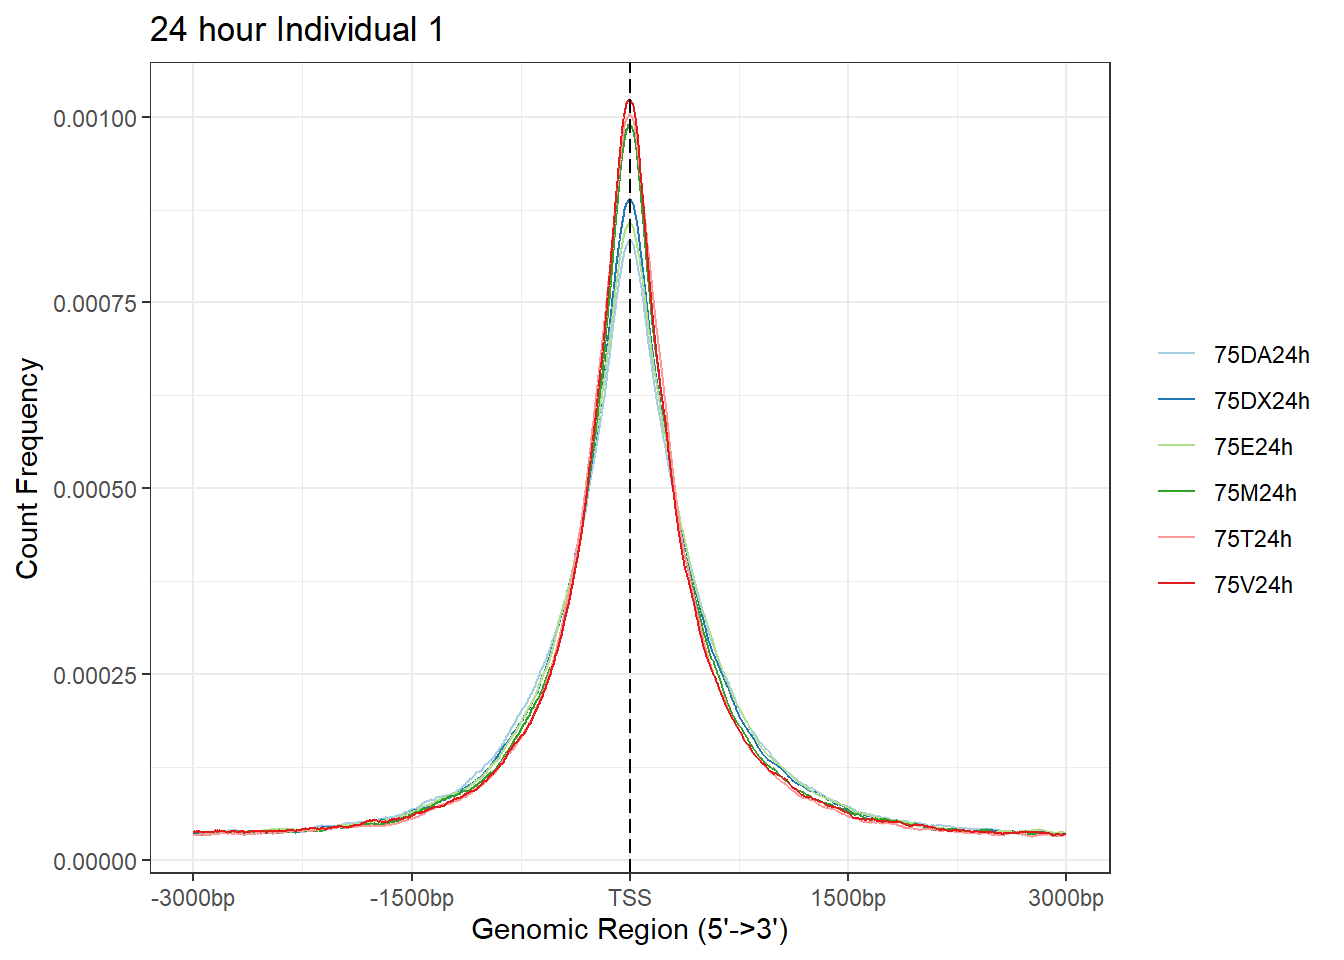 24 hour Individual 1
0.00100
0.00075
0.00050
0.00025
0.00000
Count Frequency
-3000bp
-1500bp
TSS
1500bp
3000bp
Genomic Region (5'->3')
75DA24h
75DX24h
75E24h
75M24h
75T24h
75V24h